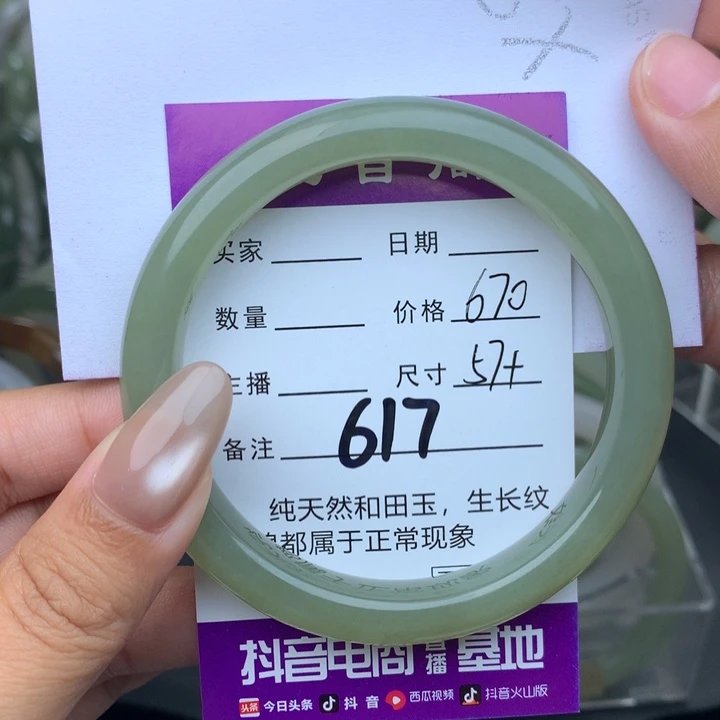 买家 日期
数量 价格 670
主播 尺寸 57+
备注 617
纯天然和田玉，生长纹
都属于正常现象
抖音电商直播基地
头条 今日头条 抖音 西瓜视频 抖音火山版